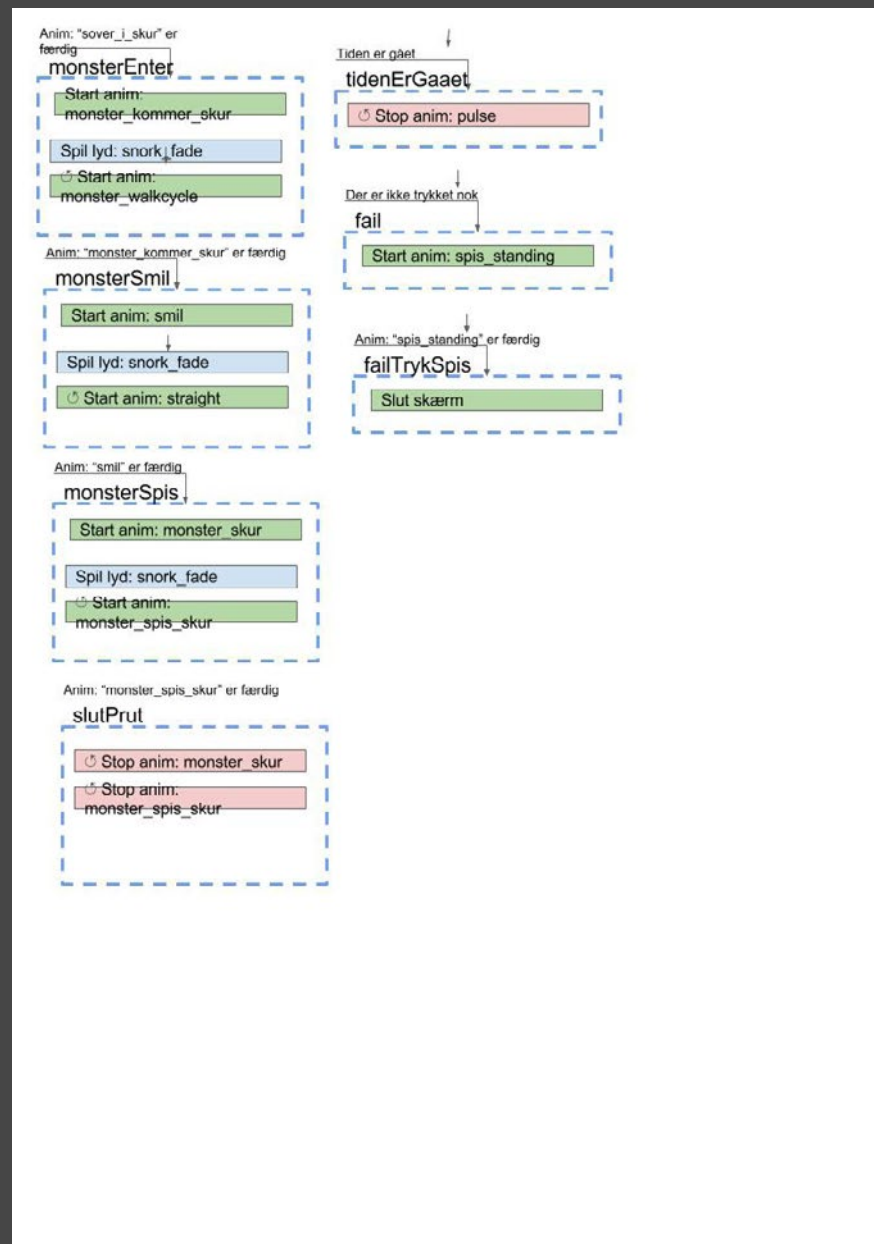 Anim: “sover_i_skur” er
færdig
monsterEnter
Start anim:
monster_kommer_skur
Spil lyd: snork_fade
Start anim:
monster_walkcycle
Anim: “monster_kommer_skur” er færdig
monsterSmil
Start anim: smil
Spil lyd: snork_fade
Start anim: straight
Anim: “smil” er færdig
monsterSpis
Start anim: monster_skur
Spil lyd: snork_fade
Start anim:
monster_spis_skur
Anim: “monster_spis_skur” er færdig
slutPrut
Stop anim: monster_skur
Stop anim:
monster_spis_skur
Tiden er gået
tidenErGaaet
Stop anim: pulse
Der er ikke trykket nok
fail
Start anim: spis_standing
Anim: “spis_standing” er færdig
failTrykSpis
Slut skærm